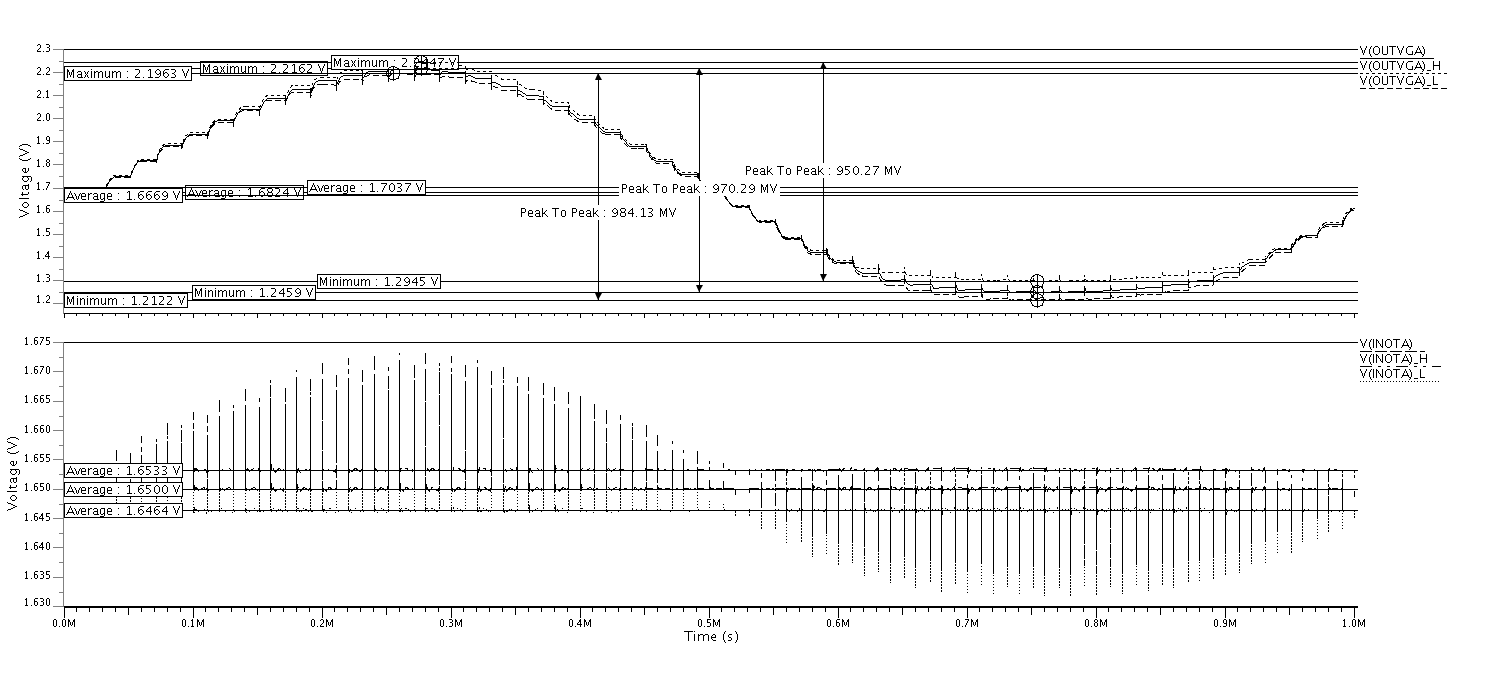 2.3
V(OUTVGA)
Maximum : 2.1963 V
Maximum : 2.2162 V
2.2
V(OUTVGA)_H
V(OUTVGA)_L
2.1
2.0
1.9
1.8
Voltage (V)
Peak To Peak : 950.27 MV
1.7
Average : 1.6669 V
Average : 1.6824 V
Average : 1.7037 V
Peak To Peak : 970.29 MV
1.6
Peak To Peak : 984.13 MV
1.5
1.4
1.3
Minimum : 1.2945 V
Minimum : 1.2459 V
Minimum : 1.2122 V
1.2
1.675
V(INOTA)
V(INOTA)_H
V(INOTA)_L
1.670
1.665
1.660
1.655
Voltage (V)
Average : 1.6533 V
1.650
Average : 1.6500 V
Average : 1.6464 V
1.645
1.640
1.635
1.630
0.0M 0.1M 0.2M 0.3M 0.4M 0.5M 0.6M 0.7M 0.8M 0.9M 1.0M
Time (s)